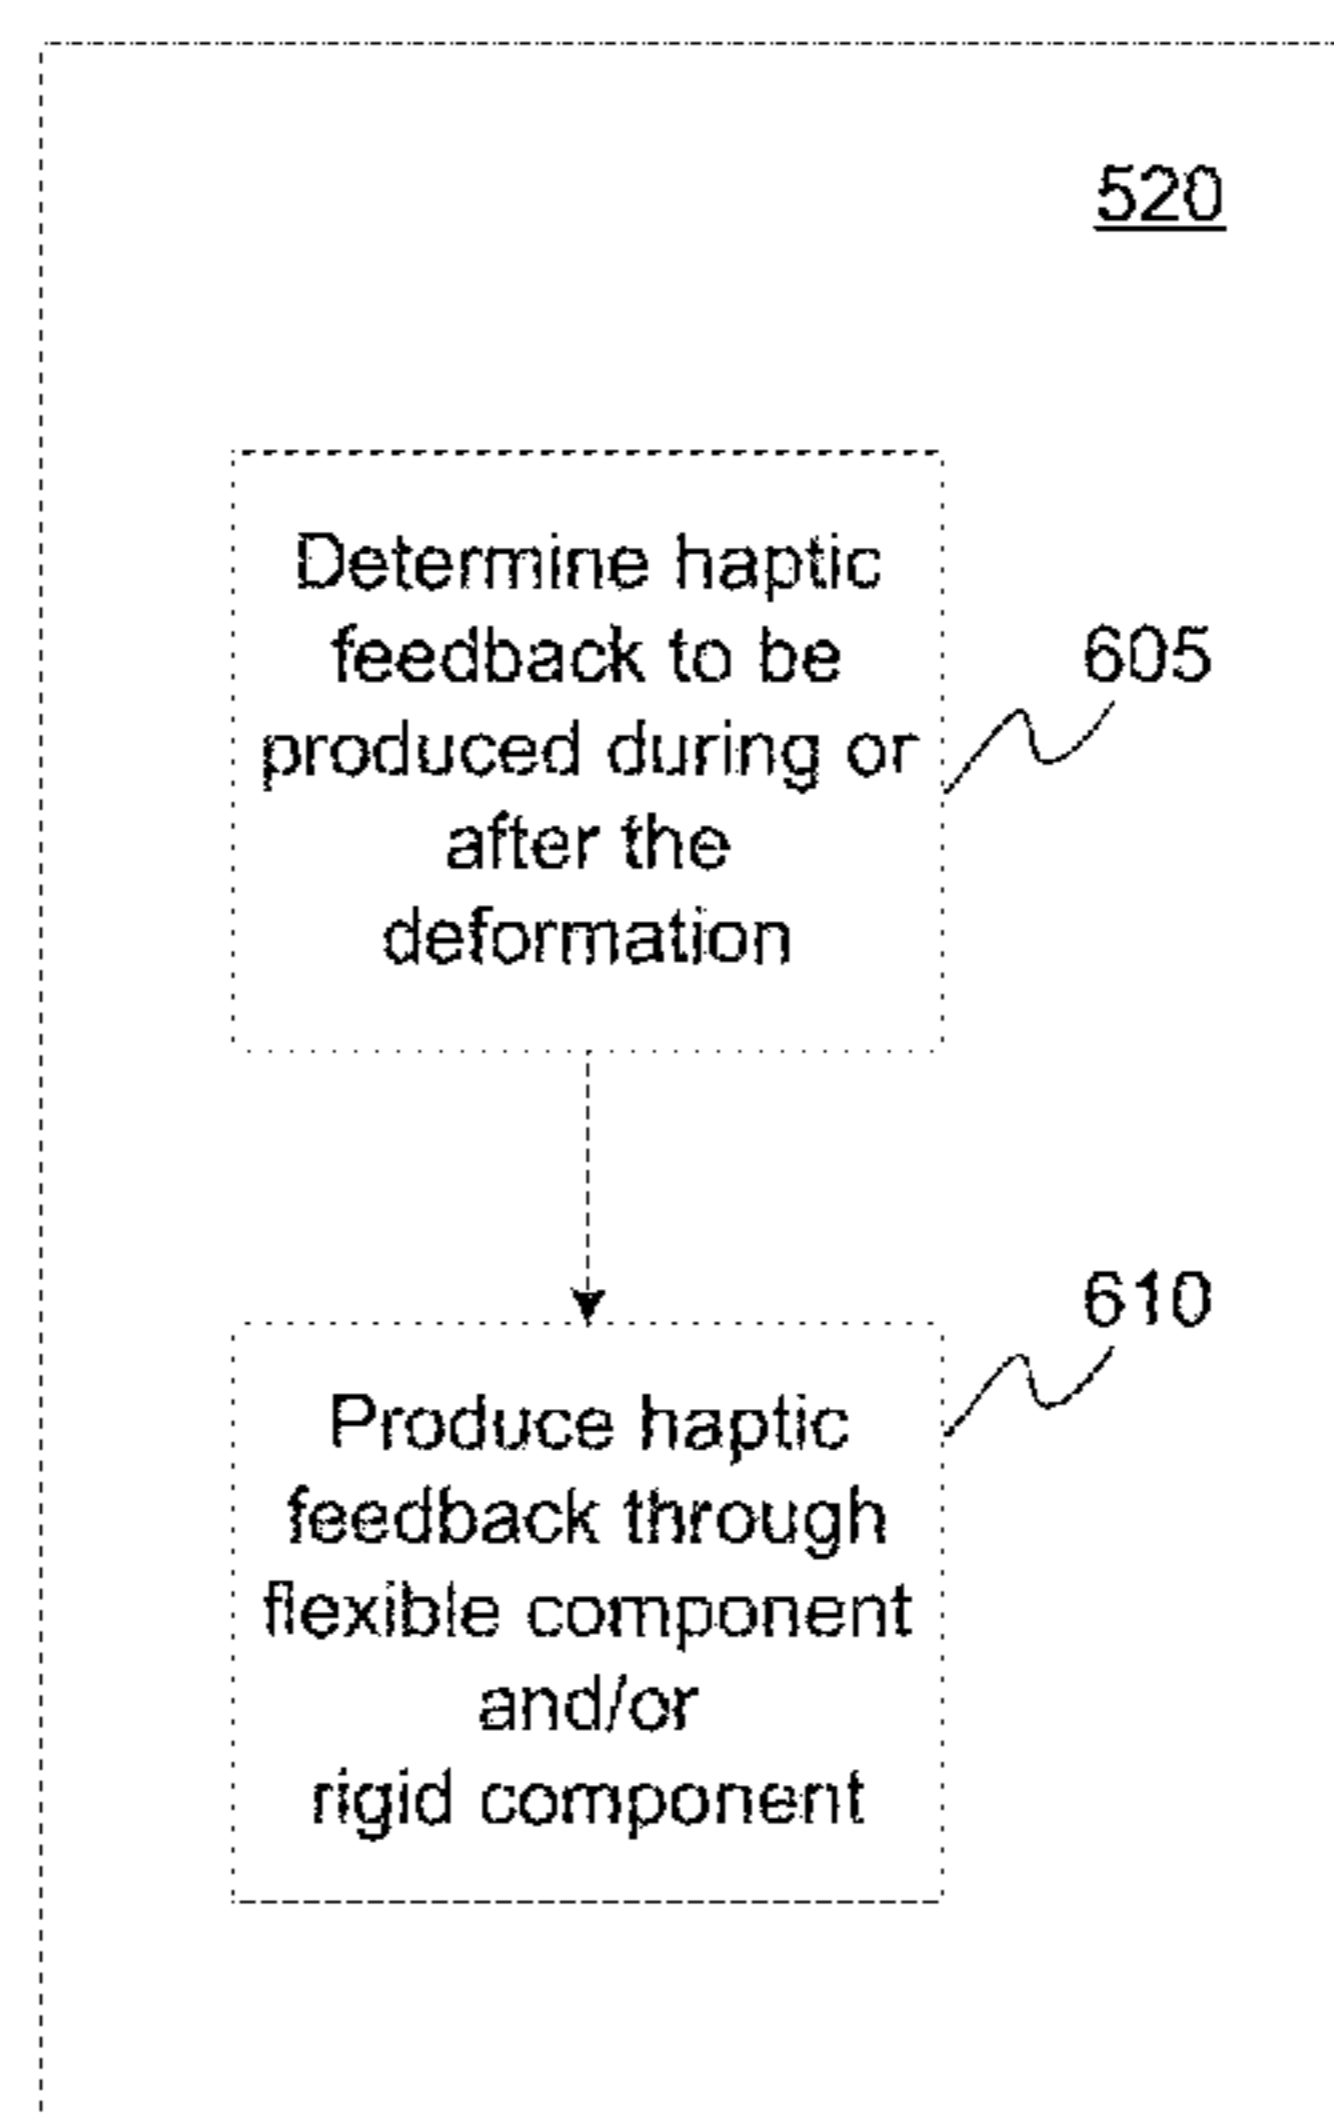 520
Determine haptic
feedback to be
produced during or
after the
deformation
605
610
Produce haptic
feedback through
flexible component
and/or
rigid component